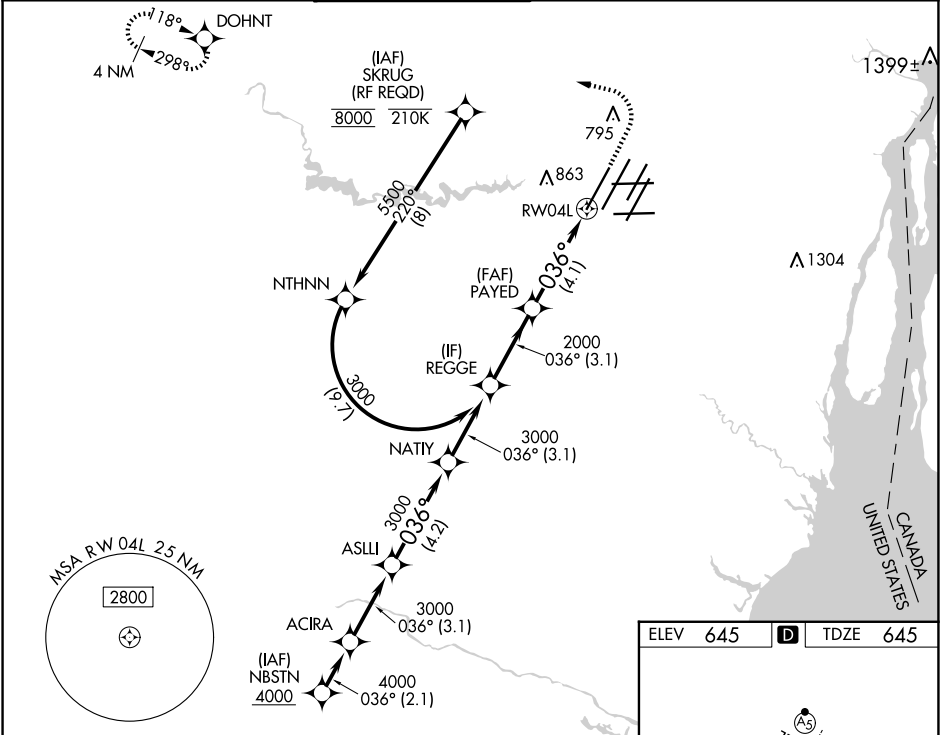 118°
DOHNT
298°
4 NM
(IAF)
SKRUG
(RF REQD)
8000 210K
1399±
795
863
RW04L
5500
220°
(8)
1304
NTHNN
(FAF)
PAYED
036°
(4.1)
2000
036° (3.1)
(IF)
REGGE
3000
(9.7)
NATIY
3000
036° (3.1)
3000
036°
(4.2)
ASLLI
CANADA
UNITED STATES
MSA RW 04L 25 NM
2800
3000
036° (3.1)
ACIRA
(IAF)
NBSTN
4000
4000
036° (2.1)
ELEV 645 D TDZE 645
A5